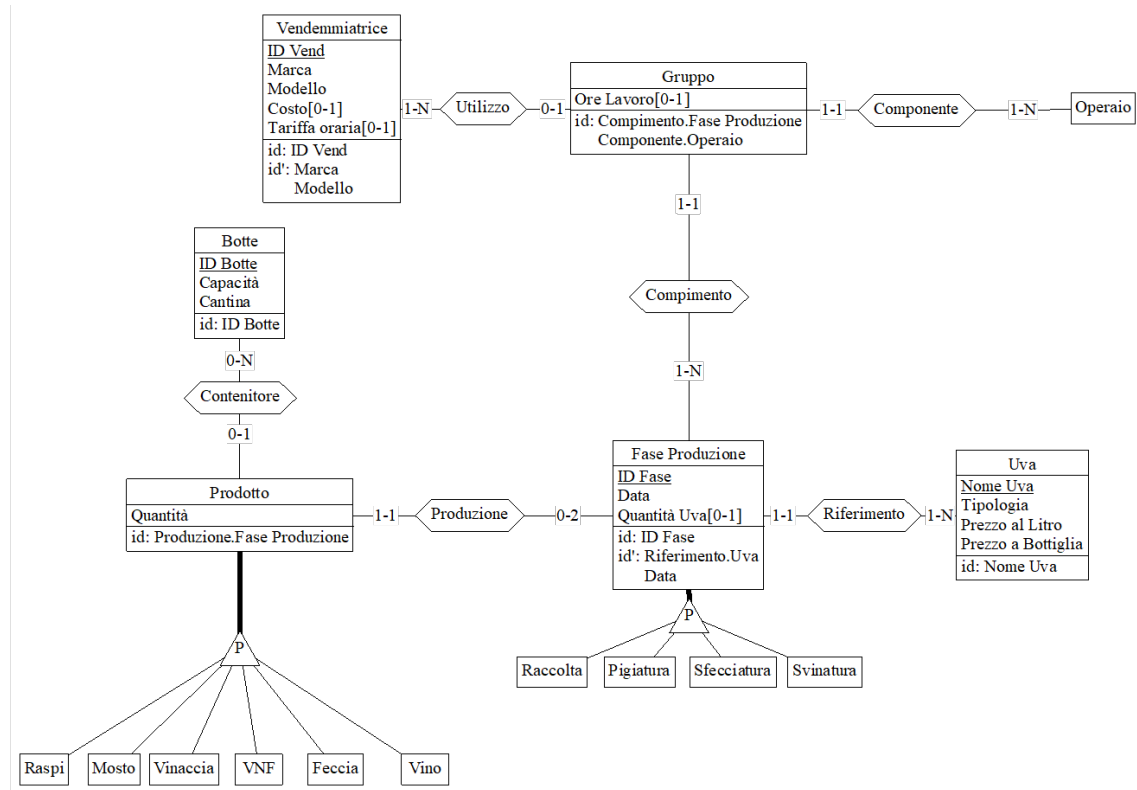 Vendemmiatrice
ID Vend
Marca
Modello
Costo[0-1]
Tariffa oraria[0-1]
id: ID Vend
id': Marca
Modello
1-N
Utilizzo
0-1
Gruppo
Ore Lavoro[0-1]
id: Compimento.Fase Produzione
Componente.Operaio
1-1
Componente
1-N
Operaio
1-1
Compimento
1-N
Botte
ID Botte
Capacità
Cantina
id: ID Botte
0-N
Contenitore
0-1
Prodotto
Quantità
id: Produzione.Fase Produzione
1-1
Produzione
0-2
Fase Produzione
ID Fase
Data
Quantità Uva[0-1]
id: ID Fase
id': Riferimento.Uva
Data
1-1
Riferimento
1-N
Uva
Nome Uva
Tipologia
Prezzo al Litro
Prezzo a Bottiglia
id: Nome Uva
P
Raccolta
Pigiatura
Sfecciatura
Svinatura
P
Raspi
Mosto
Vinaccia
VNF
Feccia
Vino